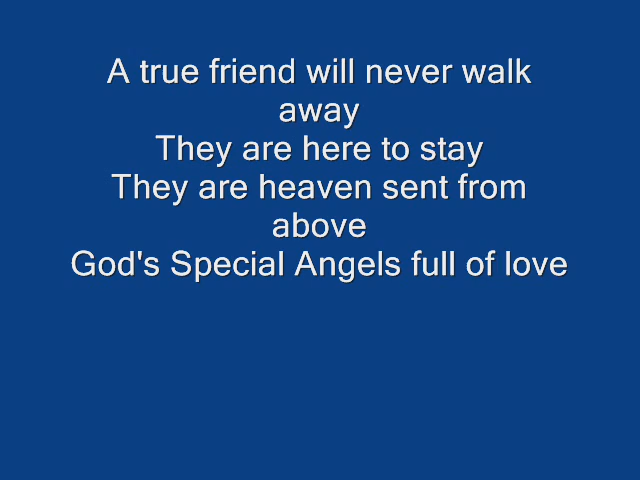 A true friend will never walk
away
They are here to stay
They are heaven sent from
above
God's Special Angels full of love